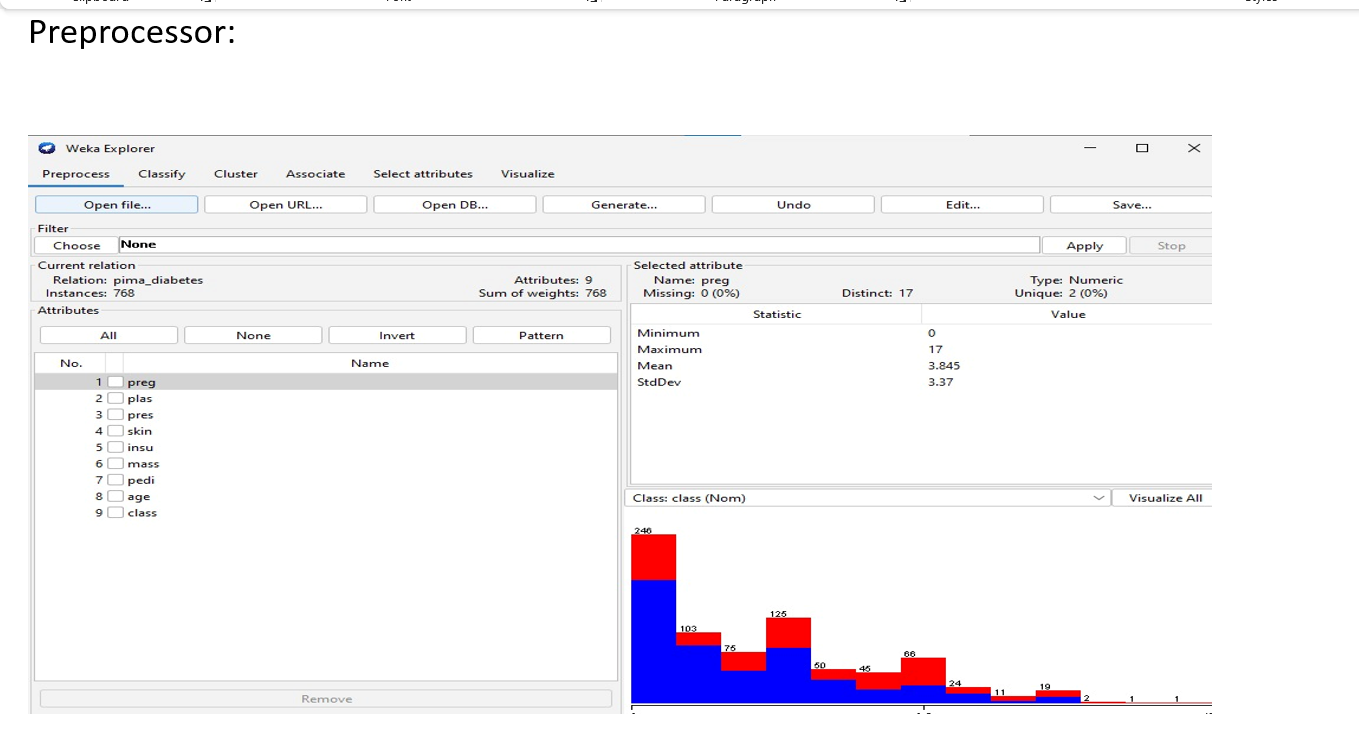 Preprocessor:
Weka Explorer
Preprocess Classify Cluster Associate Select attributes Visualize
Open file... Open URL... Open DB... Generate... Undo Edit... Save...
Filter
Choose None Apply Stop
Current relation
Relation: pima_diabetes Attributes: 9
Instances: 768 Sum of weights: 768
Attributes
All None Invert Pattern
No. Name
1 preg
2 plas
3 pres
4 skin
5 insu
6 mass
7 pedi
8 age
9 class
Remove
Selected attribute
Name: preg Type: Numeric
Missing: 0 (0%) Distinct: 17 Unique: 2 (0%)
Statistic Value
Minimum 0
Maximum 17
Mean 3.845
StdDev 3.37
Class: class (Nom) Visualize All
246
103
75
125
50
45
66
24
11
19
2
1
1